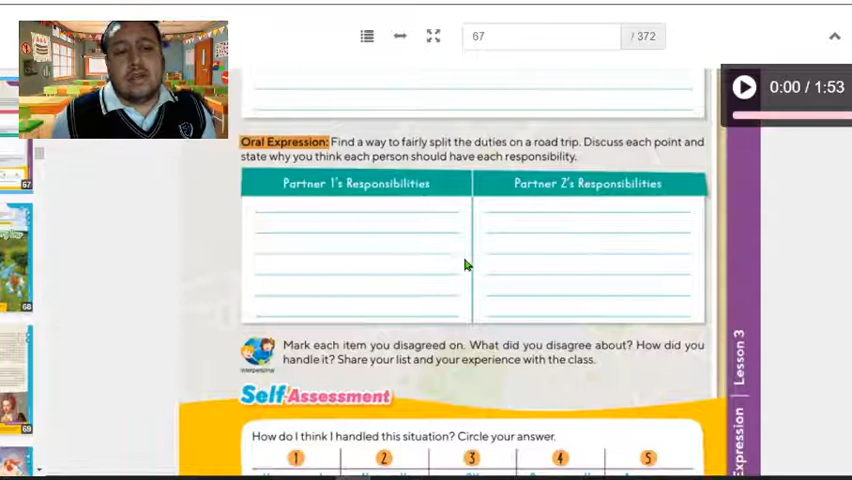 67 / 372
0:00 / 1:53
Oral Expression: Find a way to fairly split the duties on a road trip. Discuss each point and
state why you think each person should have each responsibility.
Partner 1's Responsibilities
Partner 2's Responsibilities
Mark each item you disagreed on. What did you disagree about? How did you
handle it? Share your list and your experience with the class.
Interpersonal
Self Assessment
How do I think I handled this situation? Circle your answer.
1 2 3 4 5
Expression | Lesson 3
67
68
69